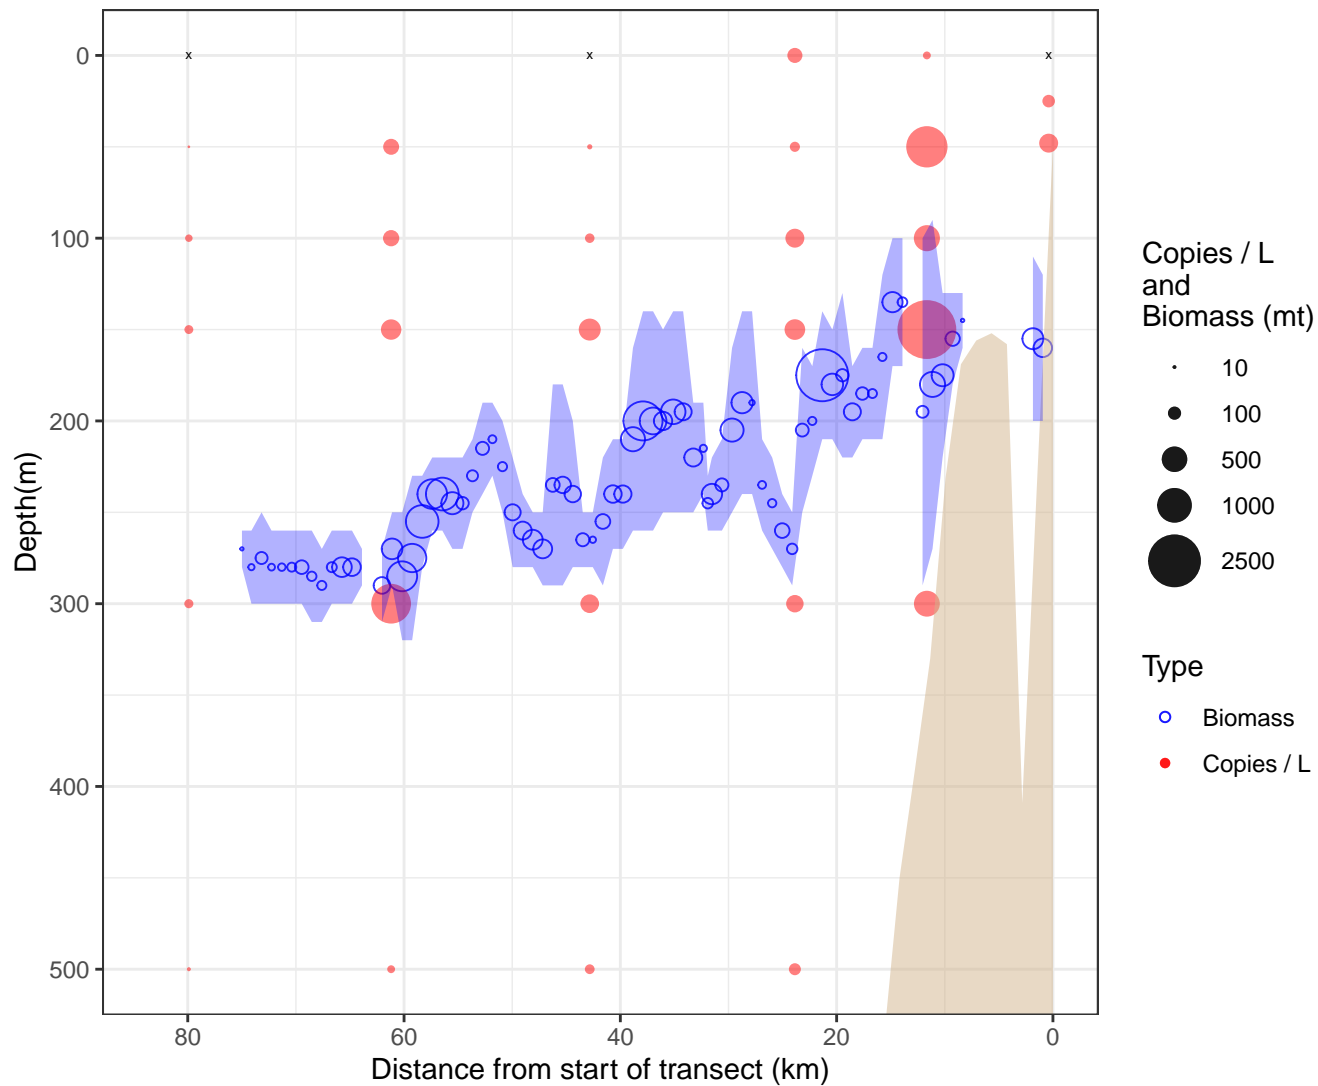 x
x
x
0
100
200
300
400
500
Depth(m)
80
60
40
20
0
Distance from start of transect (km)
Copies / L
and
Biomass (mt)
10
100
500
1000
2500
Type
Biomass
Copies / L